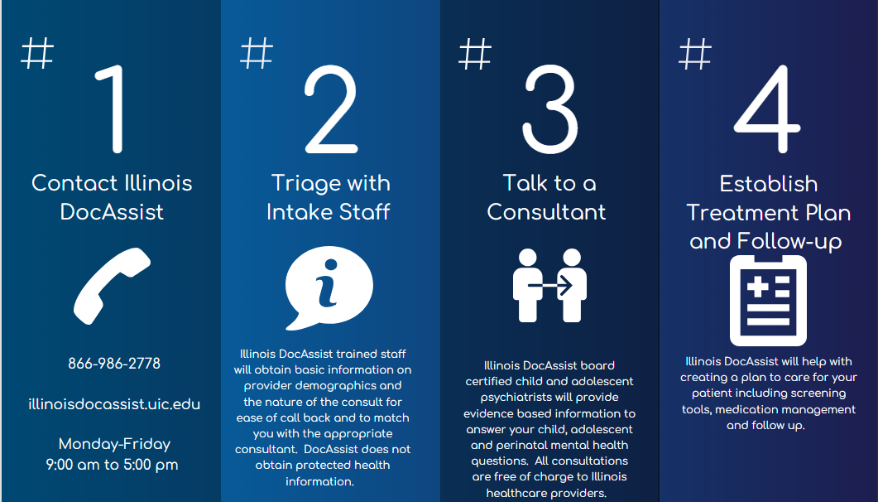 # 1
Contact Illinois
DocAssist
866-986-2778
illinoisdocassist.uic.edu
Monday-Friday
9:00 am to 5:00 pm
# 2
Triage with
Intake Staff
i
Illinois DocAssist trained staff
will obtain basic information on
provider demographics and
the nature of the consult for
ease of call back and to match
you with the appropriate
consultant.  DocAssist does not
obtain protected health
information.
# 3
Talk to a
Consultant
Illinois DocAssist board
certified child and adolescent
psychiatrists will provide
evidence based information to
answer your child, adolescent
and perinatal mental health
questions.  All consultations
are free of charge to Illinois
healthcare providers.
# 4
Establish
Treatment Plan
and Follow-up
Illinois DocAssist will help with
creating a plan to care for your
patient including screening
tools, medication management
and follow up.